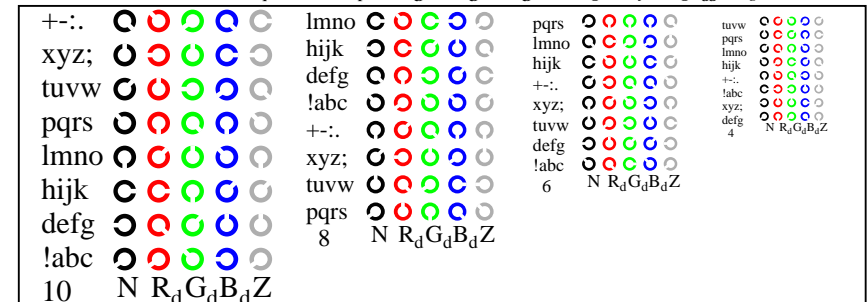 +-:.
xyz;
tuvw
pqrs
lmno
hijk
defg
!abc
10 N RdGdBdZ
lmno
hijk
defg
!abc
+-:.
xyz;
tuvw
pqrs
8 N RdGdBdZ
pqrs
lmno
hijk
+-:.
xyz;
tuvw
defg
!abc
6 N RdGdBdZ
tuvw
pqrs
lmno
hijk
+-:.
!abc
xyz;
defg
4 N RdGdBdZ